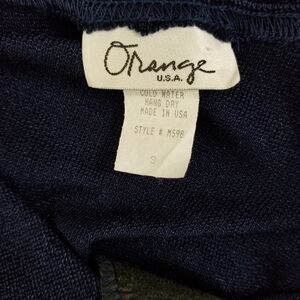 Orange
U.S.A.
COLD WATER
HANG DRY
MADE IN USA
STYLE # M598
S